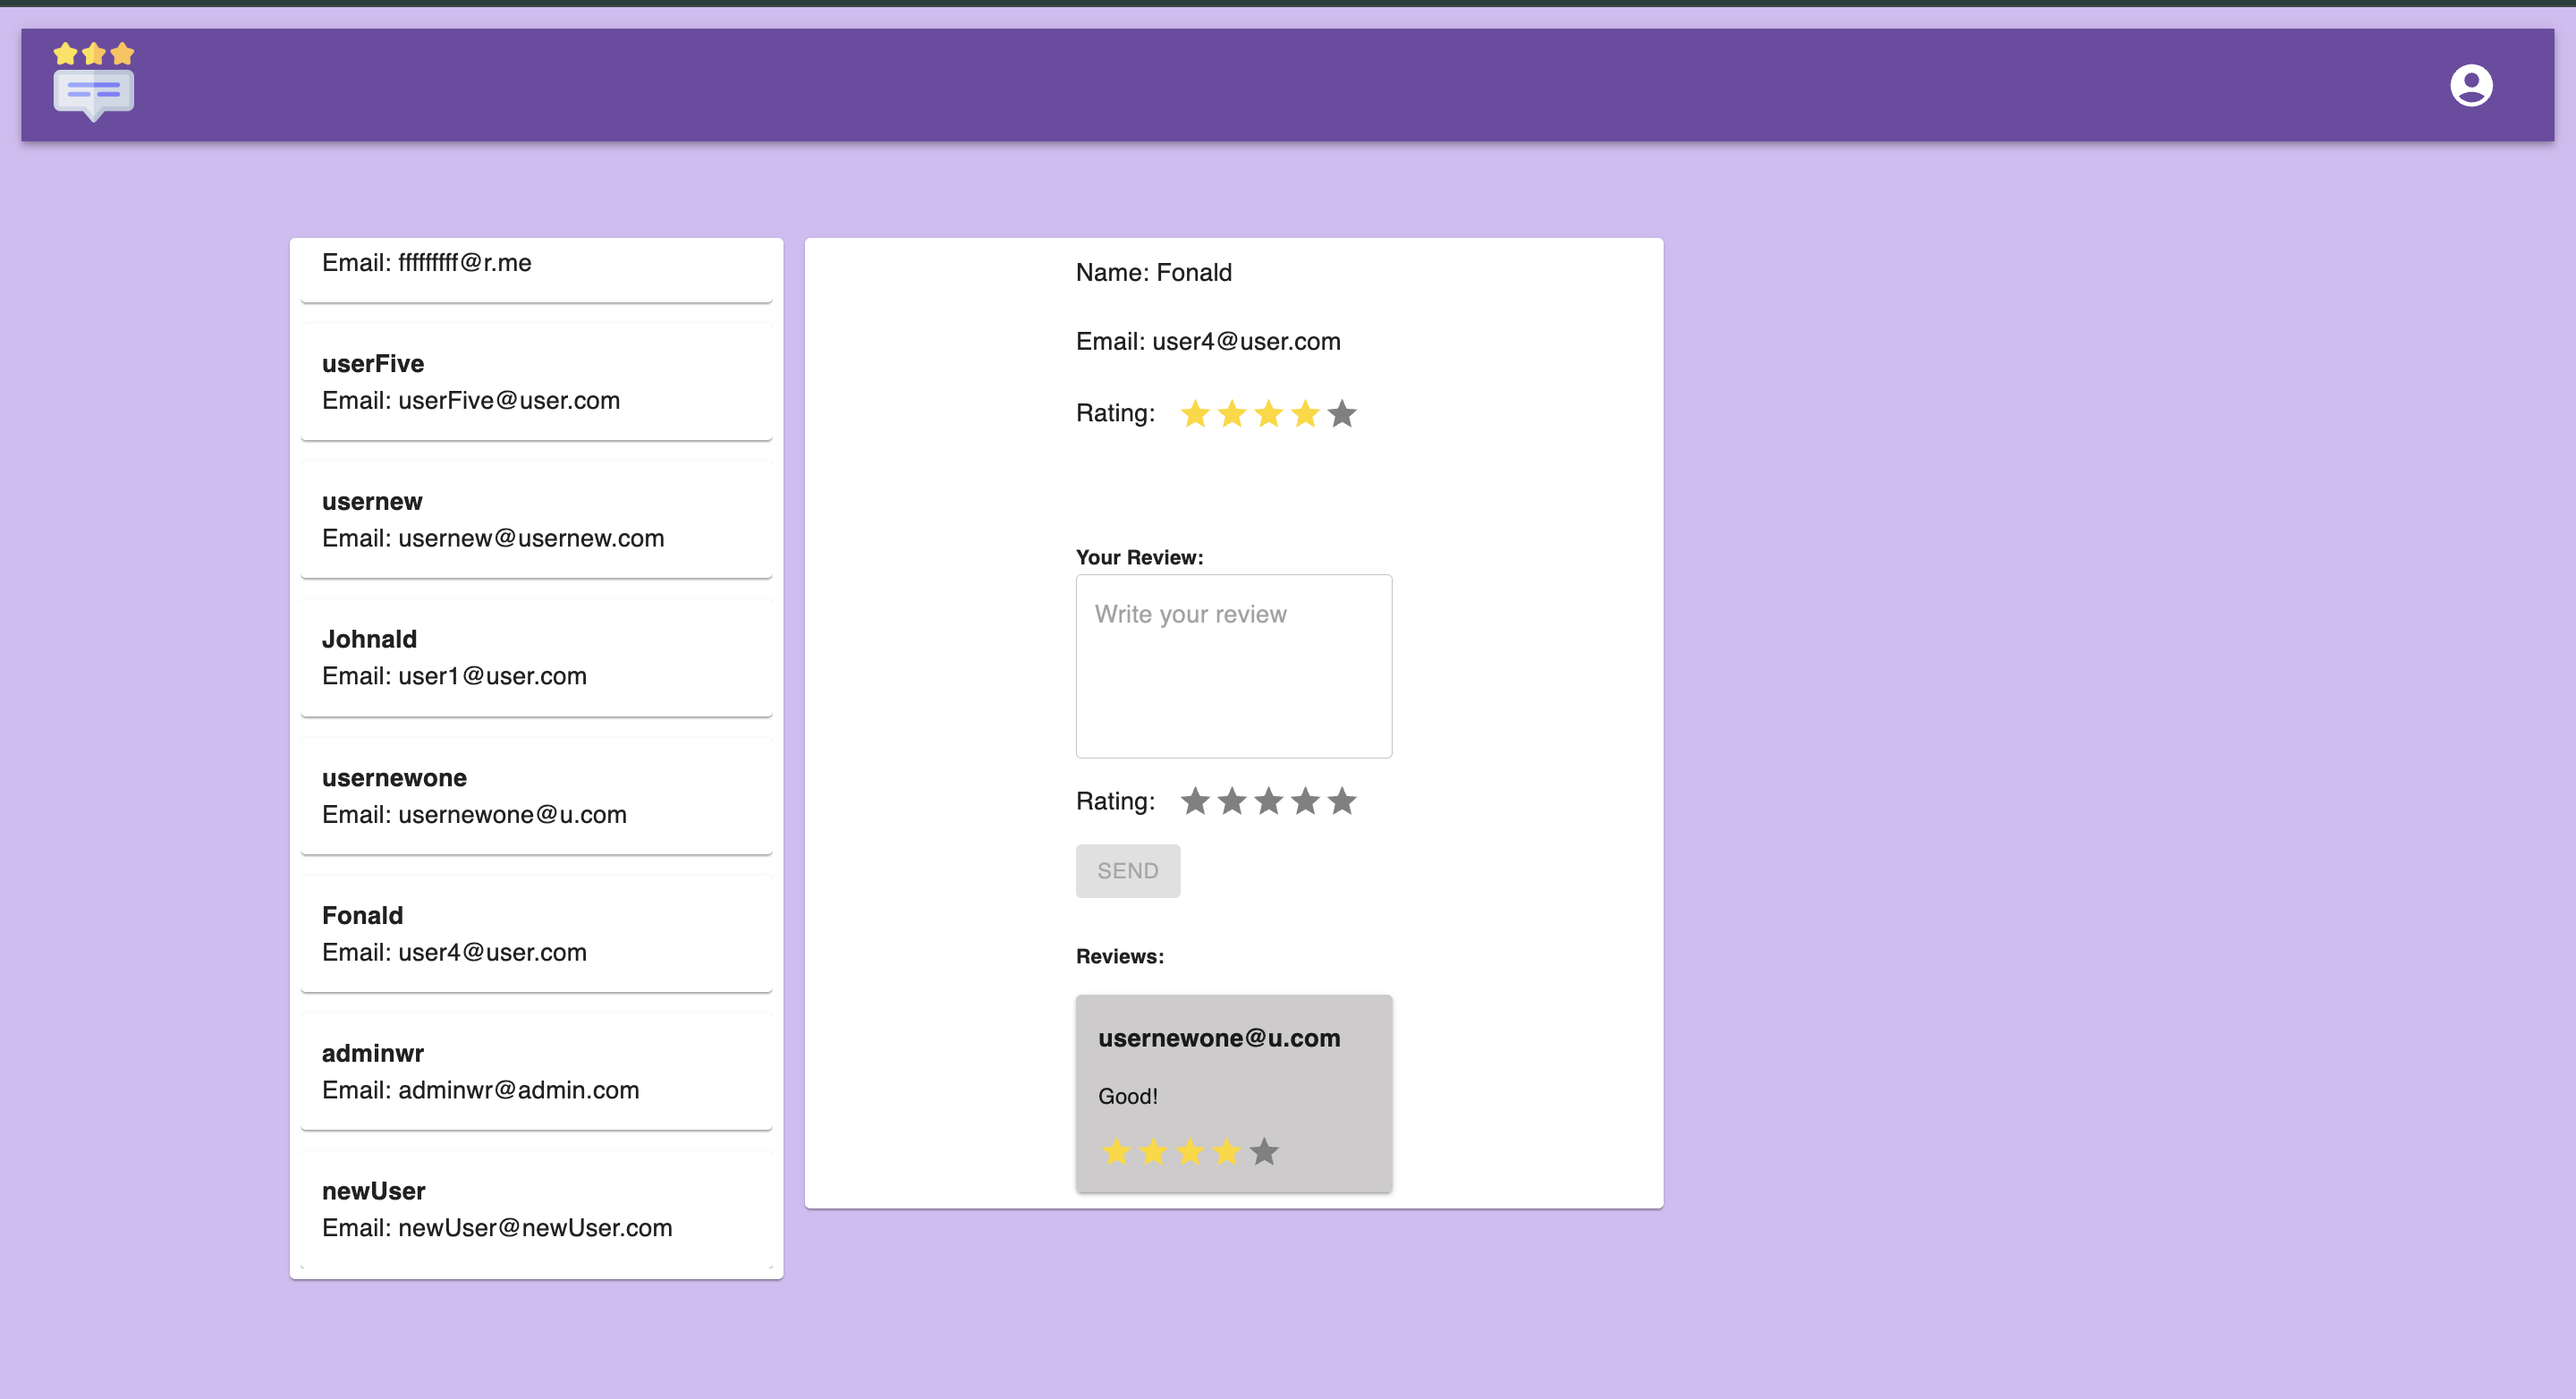 Email: fffffffff@r.me
userFive
Email: userFive@user.com
usernew
Email: usernew@usernew.com
Johnald
Email: user1@user.com
usernewone
Email: usernewone@u.com
Fonald
Email: user4@user.com
adminwr
Email: adminwr@admin.com
newUser
Email: newUser@newUser.com
Name: Fonald
Email: user4@user.com
Rating:
Your Review:
Write your review
Rating:
SEND
Reviews:
usernewone@u.com
Good!